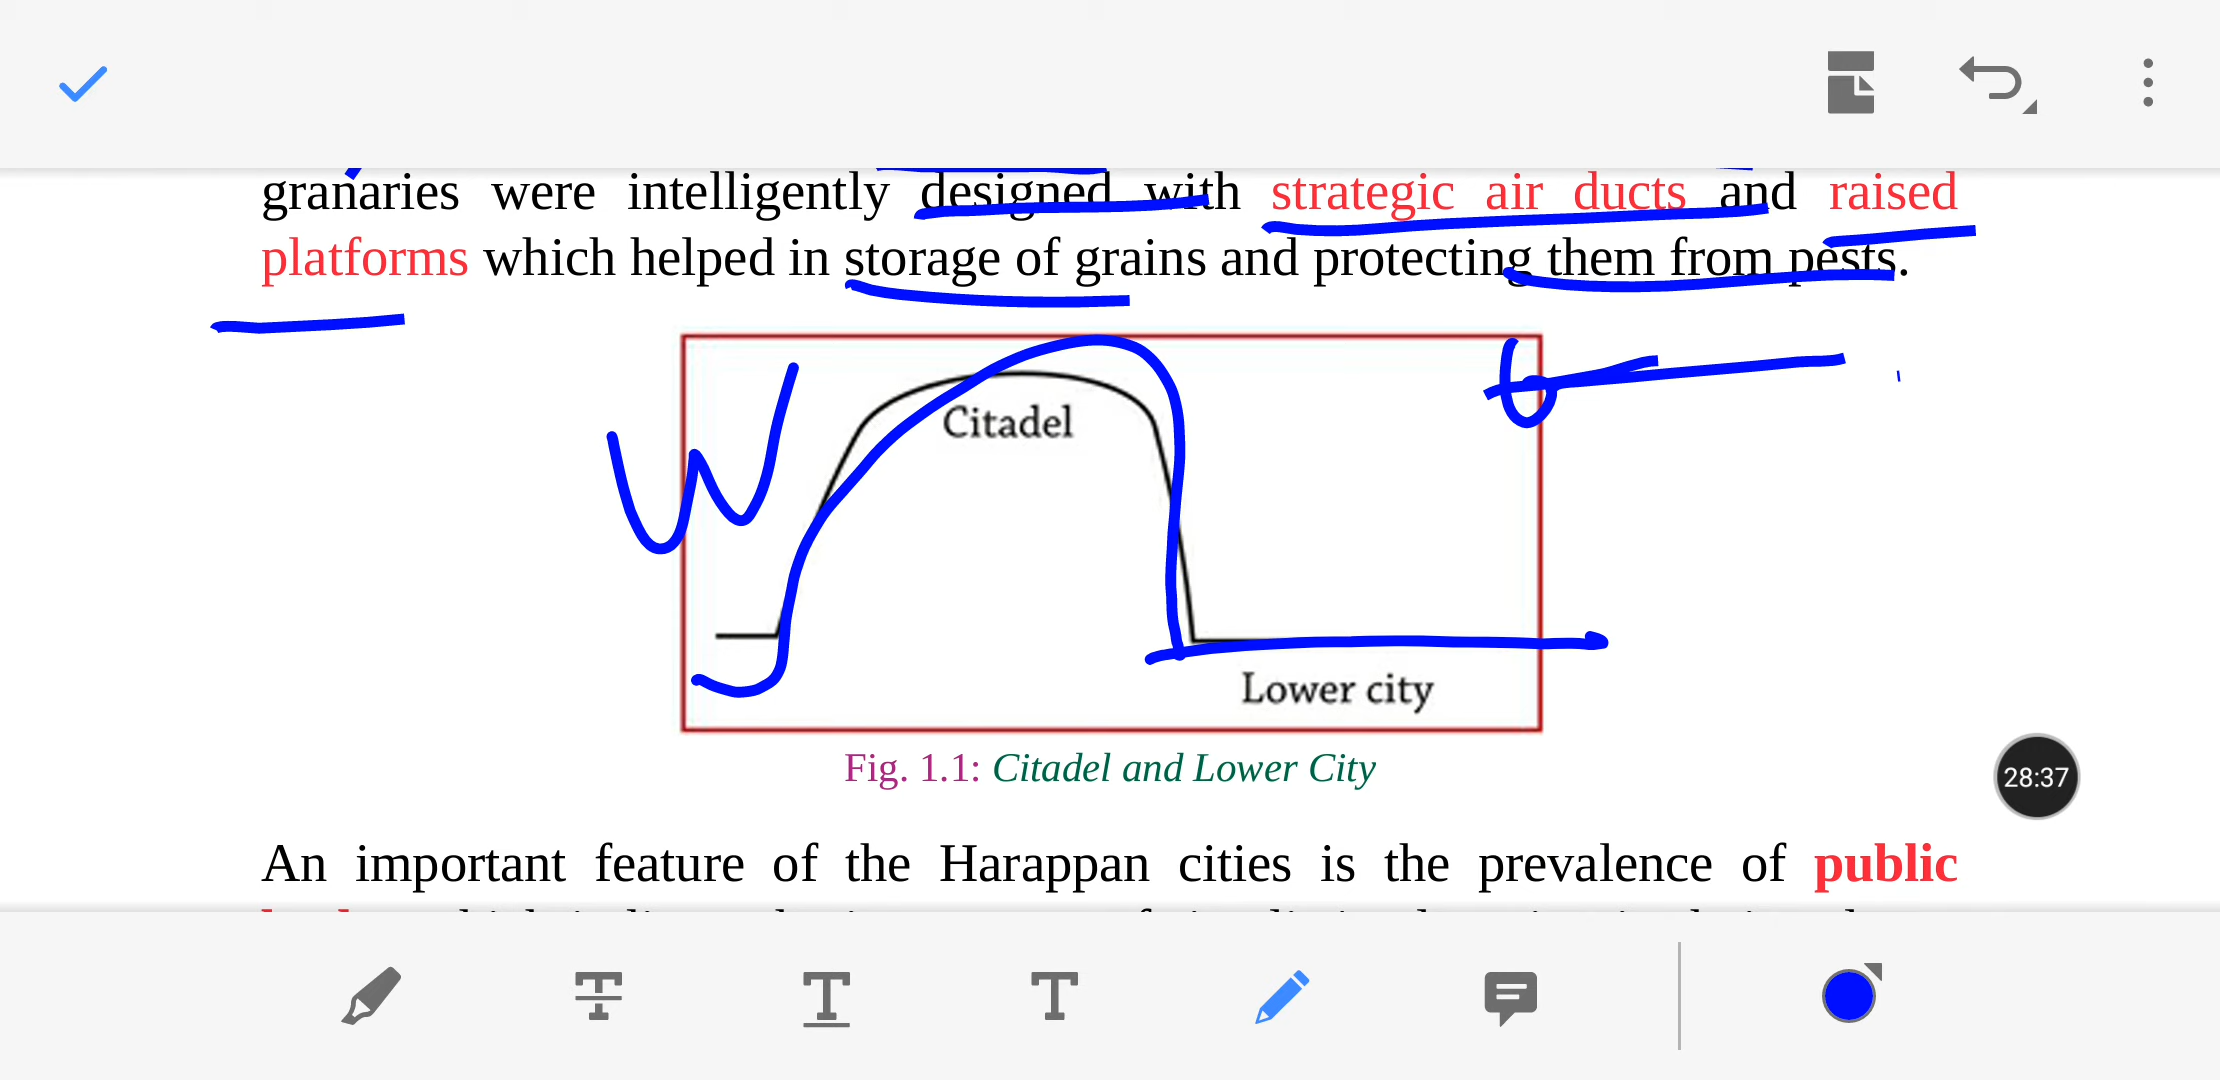 granaries were intelligently designed with strategic air ducts and raised
platforms which helped in storage of grains and protecting them from pests.
W
Citadel
Lower city
Fig. 1.1: Citadel and Lower City
28:37
An important feature of the Harappan cities is the prevalence of public